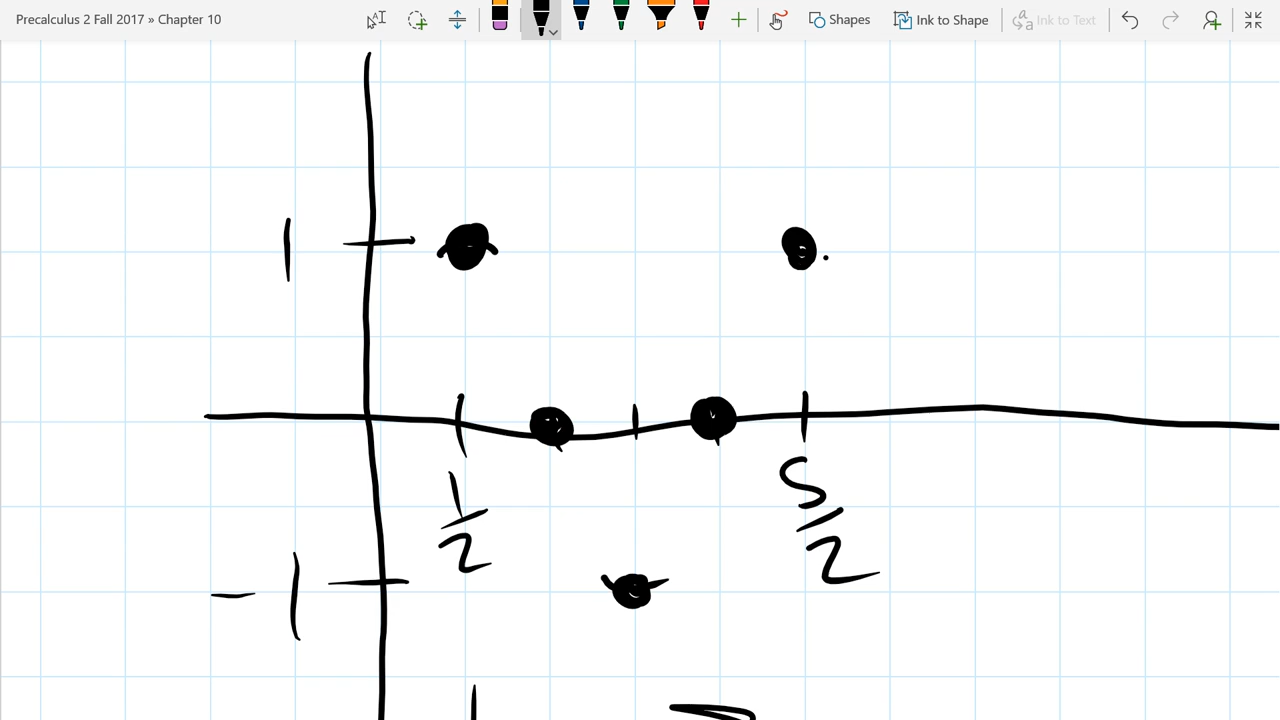 Precalculus 2 Fall 2017 » Chapter 10
Shapes
Ink to Shape
Ink to Text
1
1/2
5/2
-1